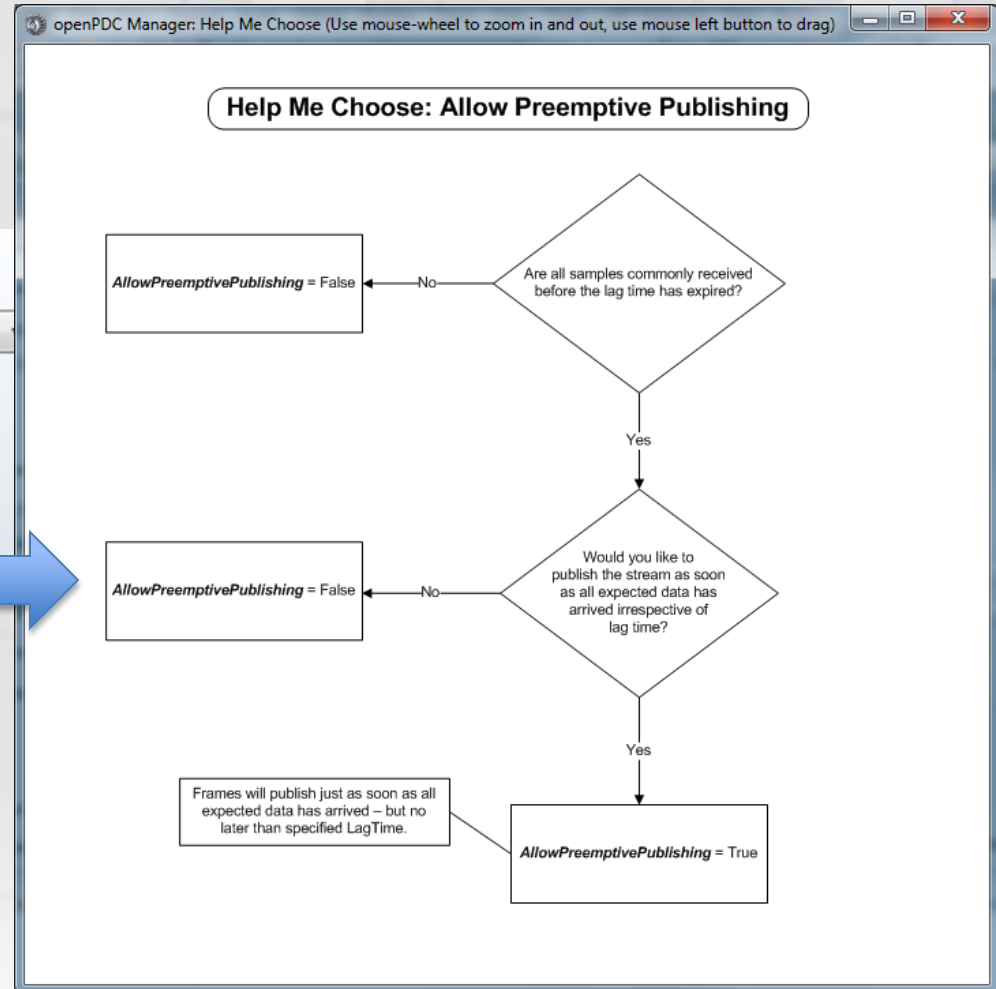 openPDC Manager: Help Me Choose (Use mouse-wheel to zoom in and out, use mouse left button to drag)
Help Me Choose: Allow Preemptive Publishing
Are all samples commonly received
before the lag time has expired?
No
AllowPreemptivePublishing = False
Yes
Would you like to
publish the stream as soon
as all expected data has
arrived irrespective of
lag time?
No
AllowPreemptivePublishing = False
Yes
Frames will publish just as soon as all
expected data has arrived – but no
later than specified LagTime.
AllowPreemptivePublishing = True